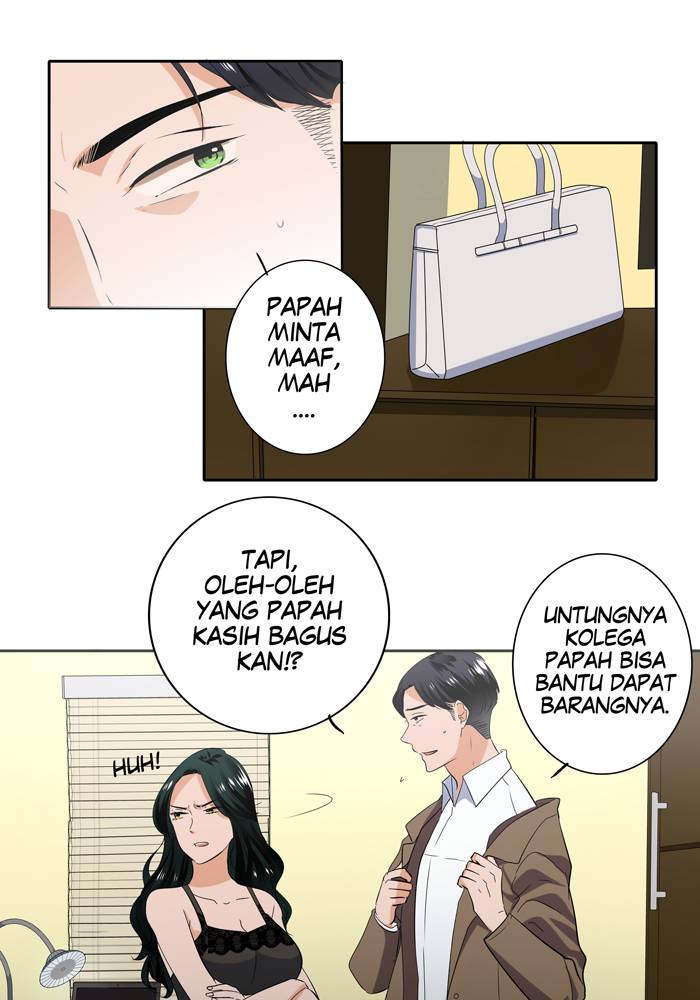 PAPAH
MINTA
MAAF,
MAH
....
TAPI,
OLEH-OLEH
YANG PAPAH
KASIH BAGUS
KAN!?
UNTUNGNYA
KOLEGA
PAPAH BISA
BANTU DAPAT
BARANGNYA.
HUH!